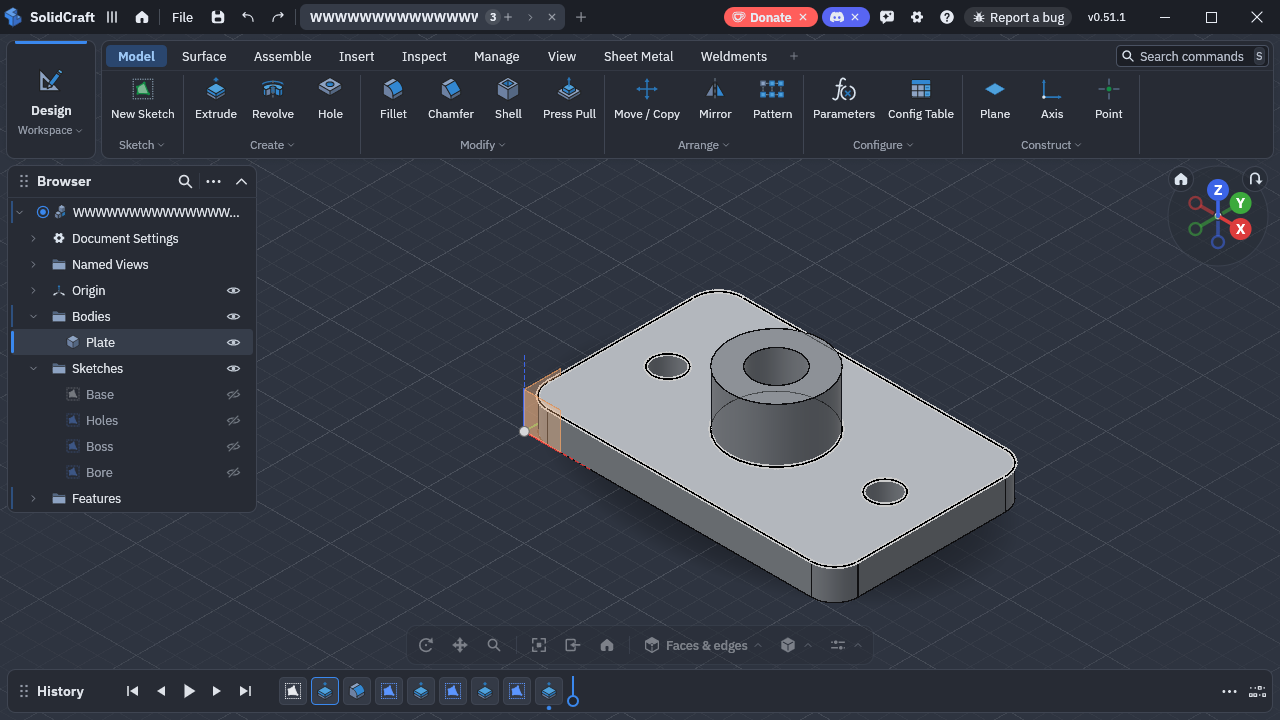 SolidCraft
File
WWWWWWWWWWWWWWW
3
Donate
Report a bug
v0.51.1
Design
Workspace
Model
Surface
Assemble
Insert
Inspect
Manage
View
Sheet Metal
Weldments
Search commands
S
New Sketch
Extrude
Revolve
Hole
Fillet
Chamfer
Shell
Press Pull
Move / Copy
Mirror
Pattern
Parameters
Config Table
Plane
Axis
Point
Sketch
Create
Modify
Arrange
Configure
Construct
Browser
WWWWWWWWWWWWWWW...
Document Settings
Named Views
Origin
Bodies
Plate
Sketches
Base
Holes
Boss
Bore
Features
Z
Y
X
Faces & edges
History